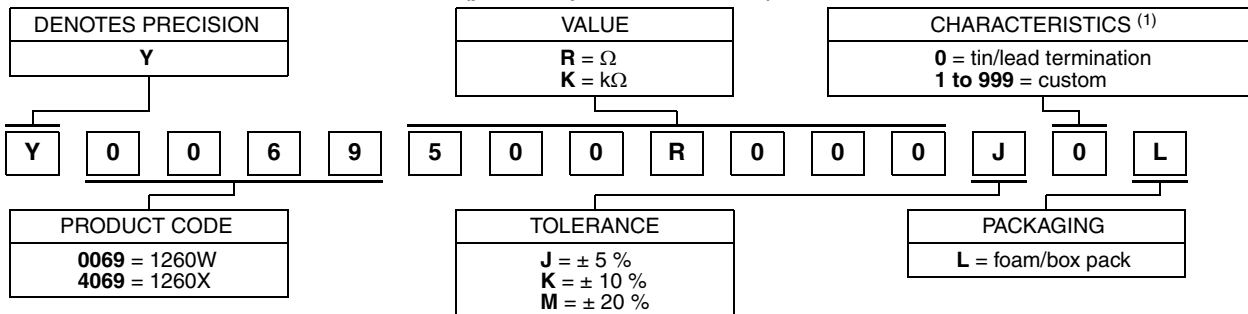 DENOTES PRECISION
Y
VALUE
R = Ω
K = kΩ
CHARACTERISTICS (1)
0 = tin/lead termination
1 to 999 = custom
Y 0 0 6 9 5 0 0 R 0 0 0 J 0 L
PRODUCT CODE
0069 = 1260W
4069 = 1260X
TOLERANCE
J = ± 5 %
K = ± 10 %
M = ± 20 %
PACKAGING
L = foam/box pack